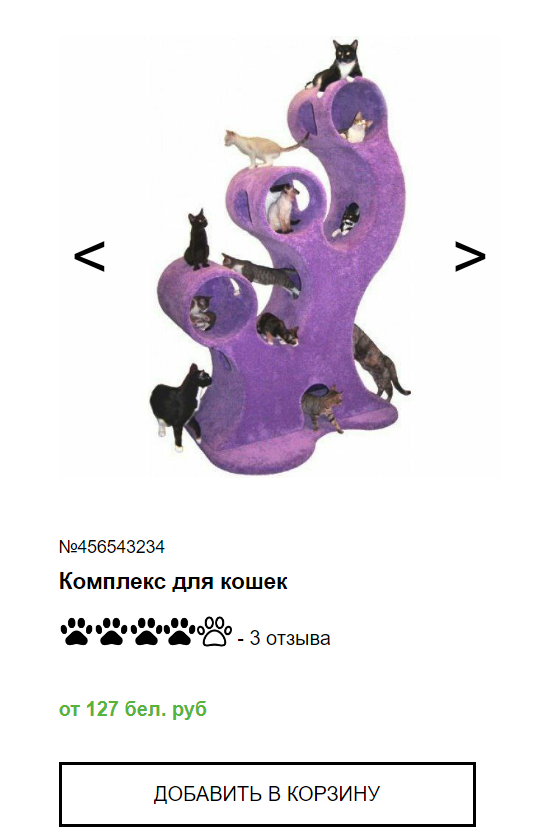 < >
№456543234
Комплекс для кошек
- 3 отзыва
от 127 бел. руб
ДОБАВИТЬ В КОРЗИНУ